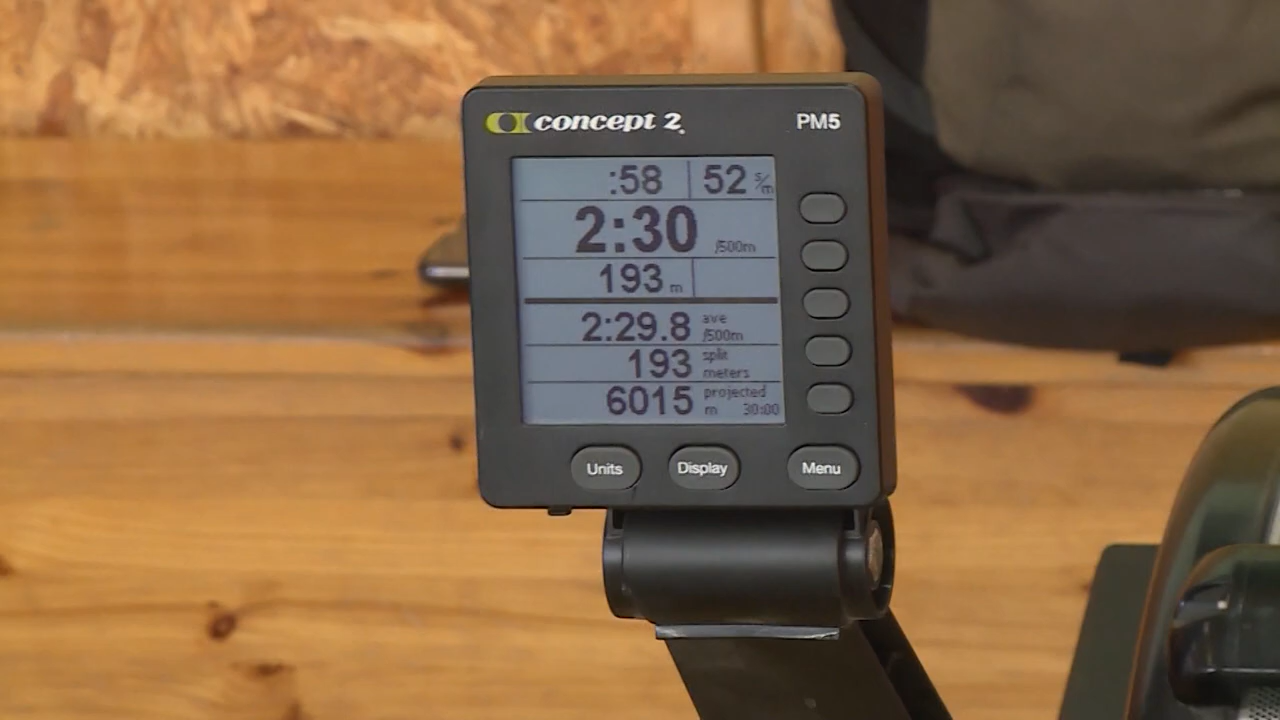 concept 2. PM5
:58 52 s/m
2:30 /500m
193 m
2:29.8 ave /500m
193 split meters
6015 projected m 30:00
Units Display Menu